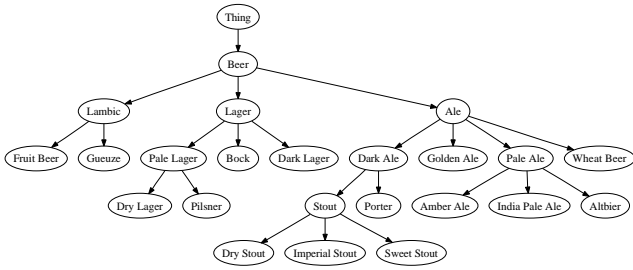 Thing
Beer
Lambic Lager Ale
Fruit Beer Gueuze Pale Lager Bock Dark Lager Dark Ale Golden Ale Pale Ale Wheat Beer
Dry Lager Pilsner Stout Porter Amber Ale India Pale Ale Altbier
Dry Stout Imperial Stout Sweet Stout